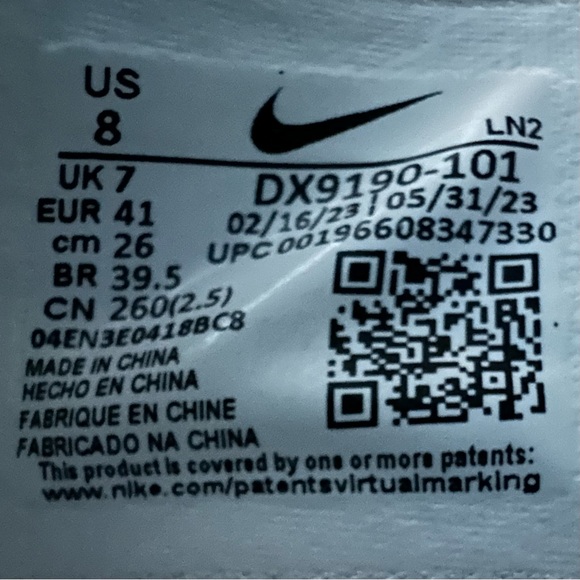 US
8
LN2
UK 7
EUR 41
cm 26
BR 39.5
CN 260(2.5)
DX9190-101
02/16/23 | 05/31/23
UPC 00196608347330
04EN3E0418BC8
MADE IN CHINA
HECHO EN CHINA
FABRIQUE EN CHINE
FABRICADO NA CHINA
This product is covered by one or more patents:
www.nike.com/patentsvirtualmarking